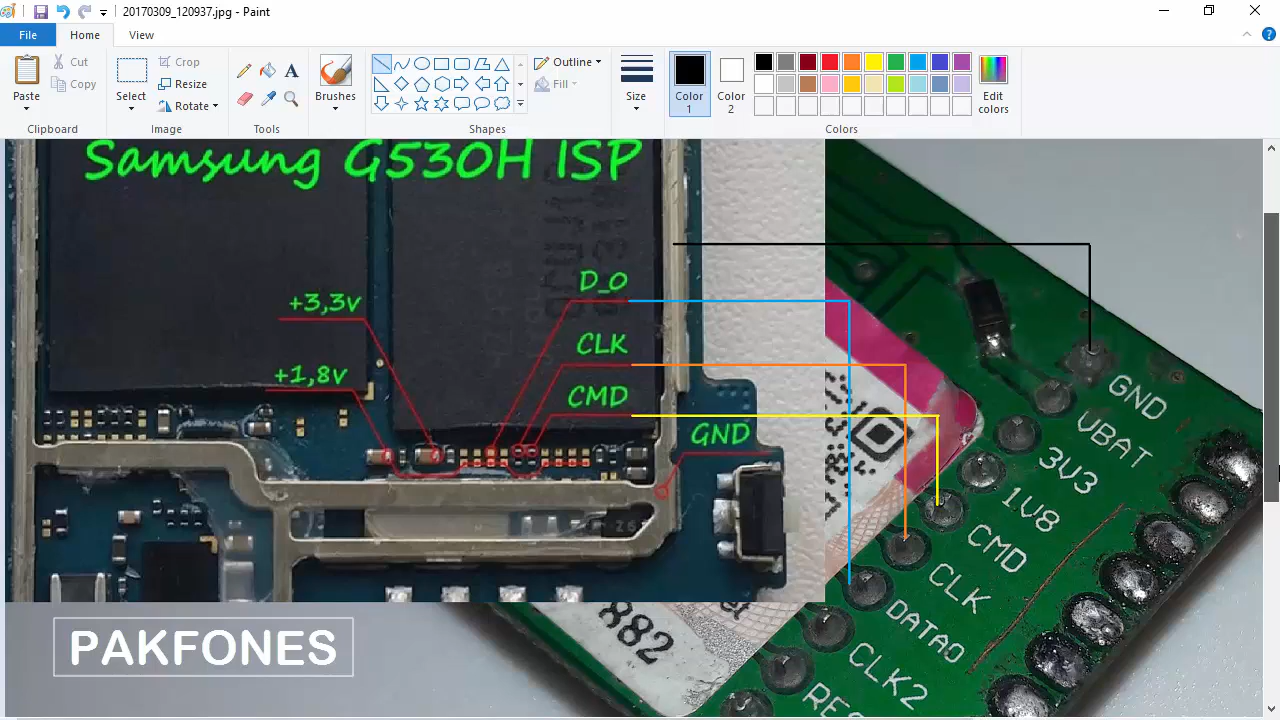 20170309_120937.jpg - Paint
File
Home
View
Paste
Cut
Copy
Clipboard
Select
Crop
Resize
Rotate
Image
Tools
Brushes
Shapes
Outline
Fill
Size
Color
1
Color
2
Edit
colors
Colors
Samsung G530H ISP
D_0
+3,3v
CLK
+1,8v
CMD
GND
GND
VBAT
3V3
1V8
CMD
CLK
DATA0
CLK2
882
PAKFONES